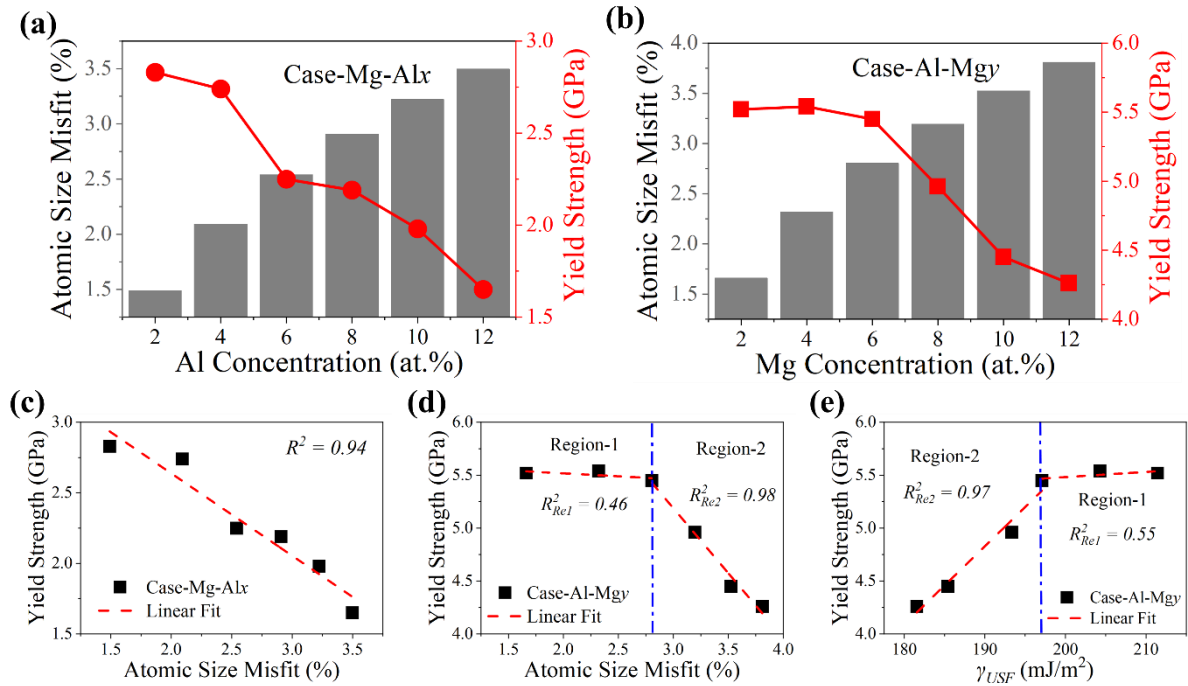 (a)
Case-Mg-Alx
Atomic Size Misfit (%)
3.5
3.0
2.5
2.0
1.5
Yield Strength (GPa)
3.0
2.5
2.0
1.5
2 4 6 8 10 12
Al Concentration (at.%)
(b)
Case-Al-Mgy
Atomic Size Misfit (%)
4.0
3.5
3.0
2.5
2.0
1.5
Yield Strength (GPa)
6.0
5.5
5.0
4.5
4.0
2 4 6 8 10 12
Mg Concentration (at.%)
(c)
Yield Strength (GPa)
3.0
2.5
2.0
1.5
R² = 0.94
Case-Mg-Alx
Linear Fit
1.5 2.0 2.5 3.0 3.5
Atomic Size Misfit (%)
(d)
Yield Strength (GPa)
6.0
5.5
5.0
4.5
4.0
Region-1
R²Re1 = 0.46
Region-2
R²Re2 = 0.98
Case-Al-Mgy
Linear Fit
1.5 2.0 2.5 3.0 3.5 4.0
Atomic Size Misfit (%)
(e)
Yield Strength (GPa)
6.0
5.5
5.0
4.5
4.0
Region-2
R²Re2 = 0.97
Region-1
R²Re1 = 0.55
Case-Al-Mgy
Linear Fit
180 190 200 210
γUSF (mJ/m²)